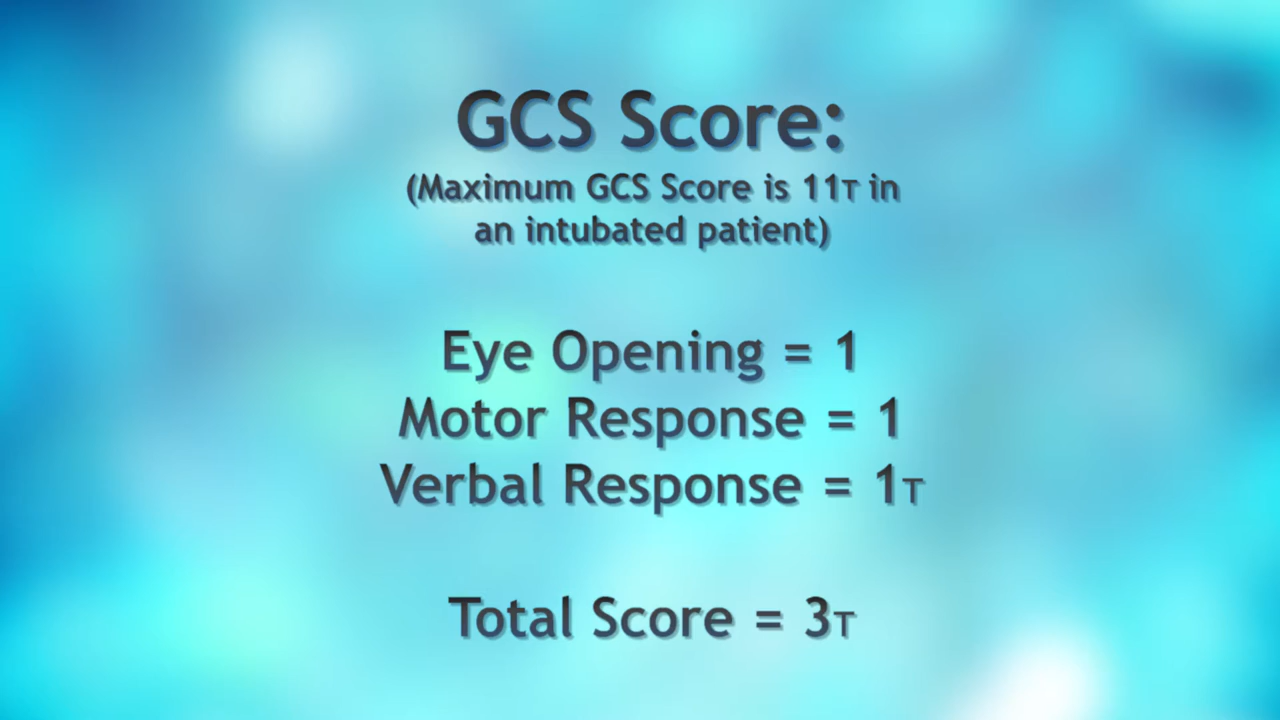 GCS Score:
(Maximum GCS Score is 11T in
an intubated patient)
Eye Opening = 1
Motor Response = 1
Verbal Response = 1T
Total Score = 3T